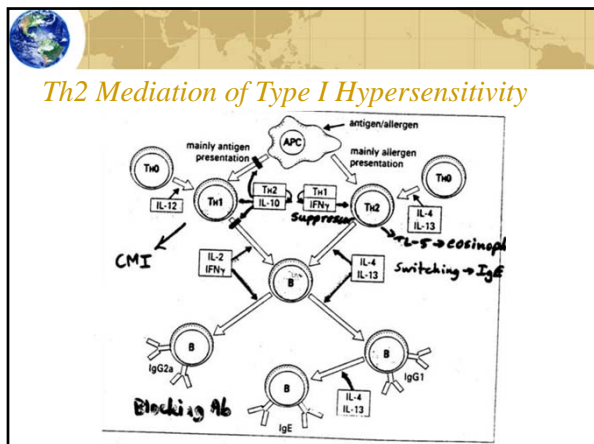 Th2 Mediation of Type I Hypersensitivity
antigen/allergen
mainly antigen
presentation
APC
mainly allergen
presentation
TH0
TH0
IL-12
TH1
TH2
IL-10
TH1
IFNγ
TH2
IL-4
IL-13
Suppressor
IL-5 → eosinoph
CMI
IL-2
IFNγ
B
IL-4
IL-13
Switching → IgE
B
IgG2a
B
IgG1
Blocking Ab
B
IgE
IL-4
IL-13